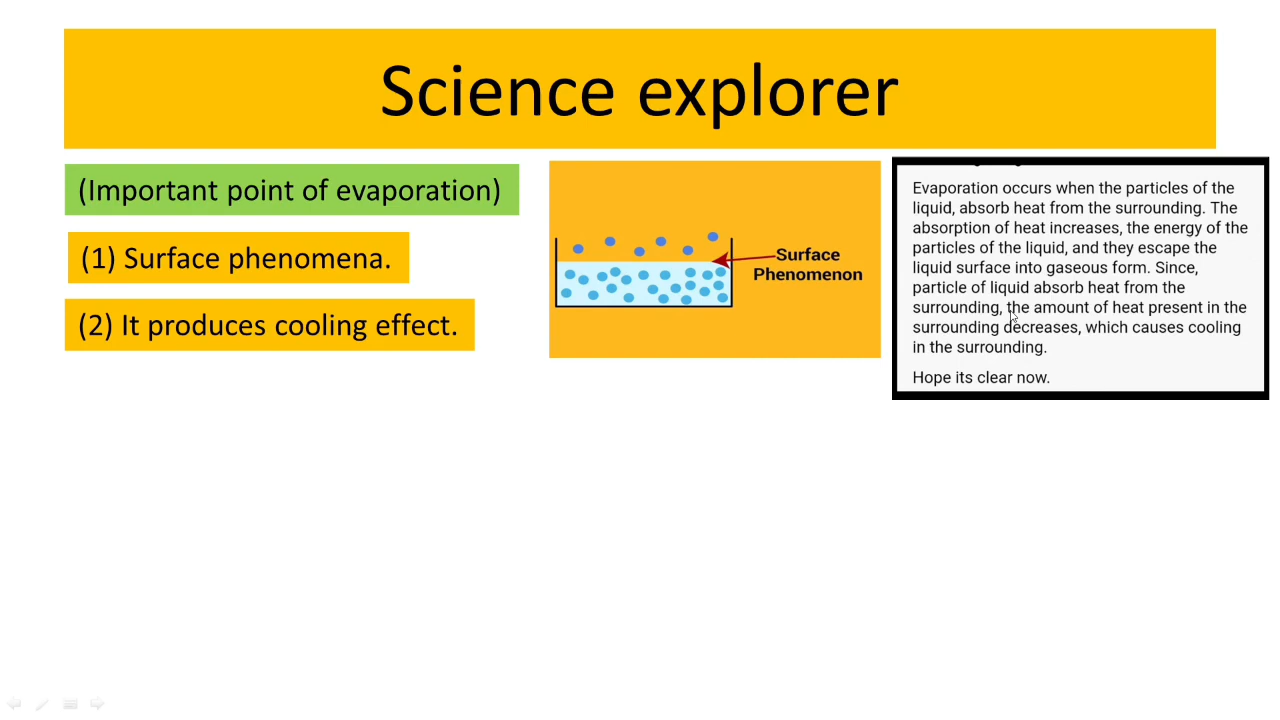 Science explorer
(Important point of evaporation)
(1) Surface phenomena.
(2) It produces cooling effect.
Surface
Phenomenon
Evaporation occurs when the particles of the
liquid, absorb heat from the surrounding. The
absorption of heat increases, the energy of the
particles of the liquid, and they escape the
liquid surface into gaseous form. Since,
particle of liquid absorb heat from the
surrounding, the amount of heat present in the
surrounding decreases, which causes cooling
in the surrounding.
Hope its clear now.